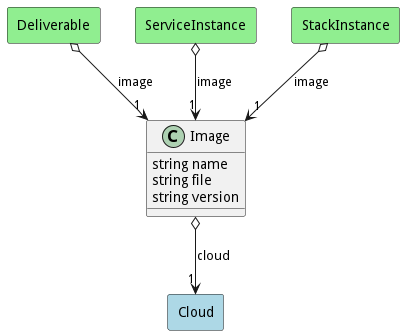 Deliverable
ServiceInstance
StackInstance
image
image
image
1
1
1
C Image
string name
string file
string version
cloud
1
Cloud